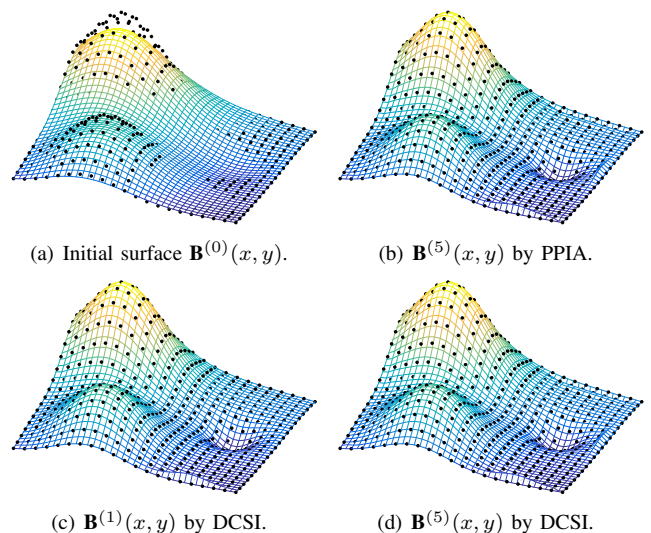 (a) Initial surface B^(0)(x, y).
(b) B^(5)(x, y) by PPIA.
(c) B^(1)(x, y) by DCSI.
(d) B^(5)(x, y) by DCSI.